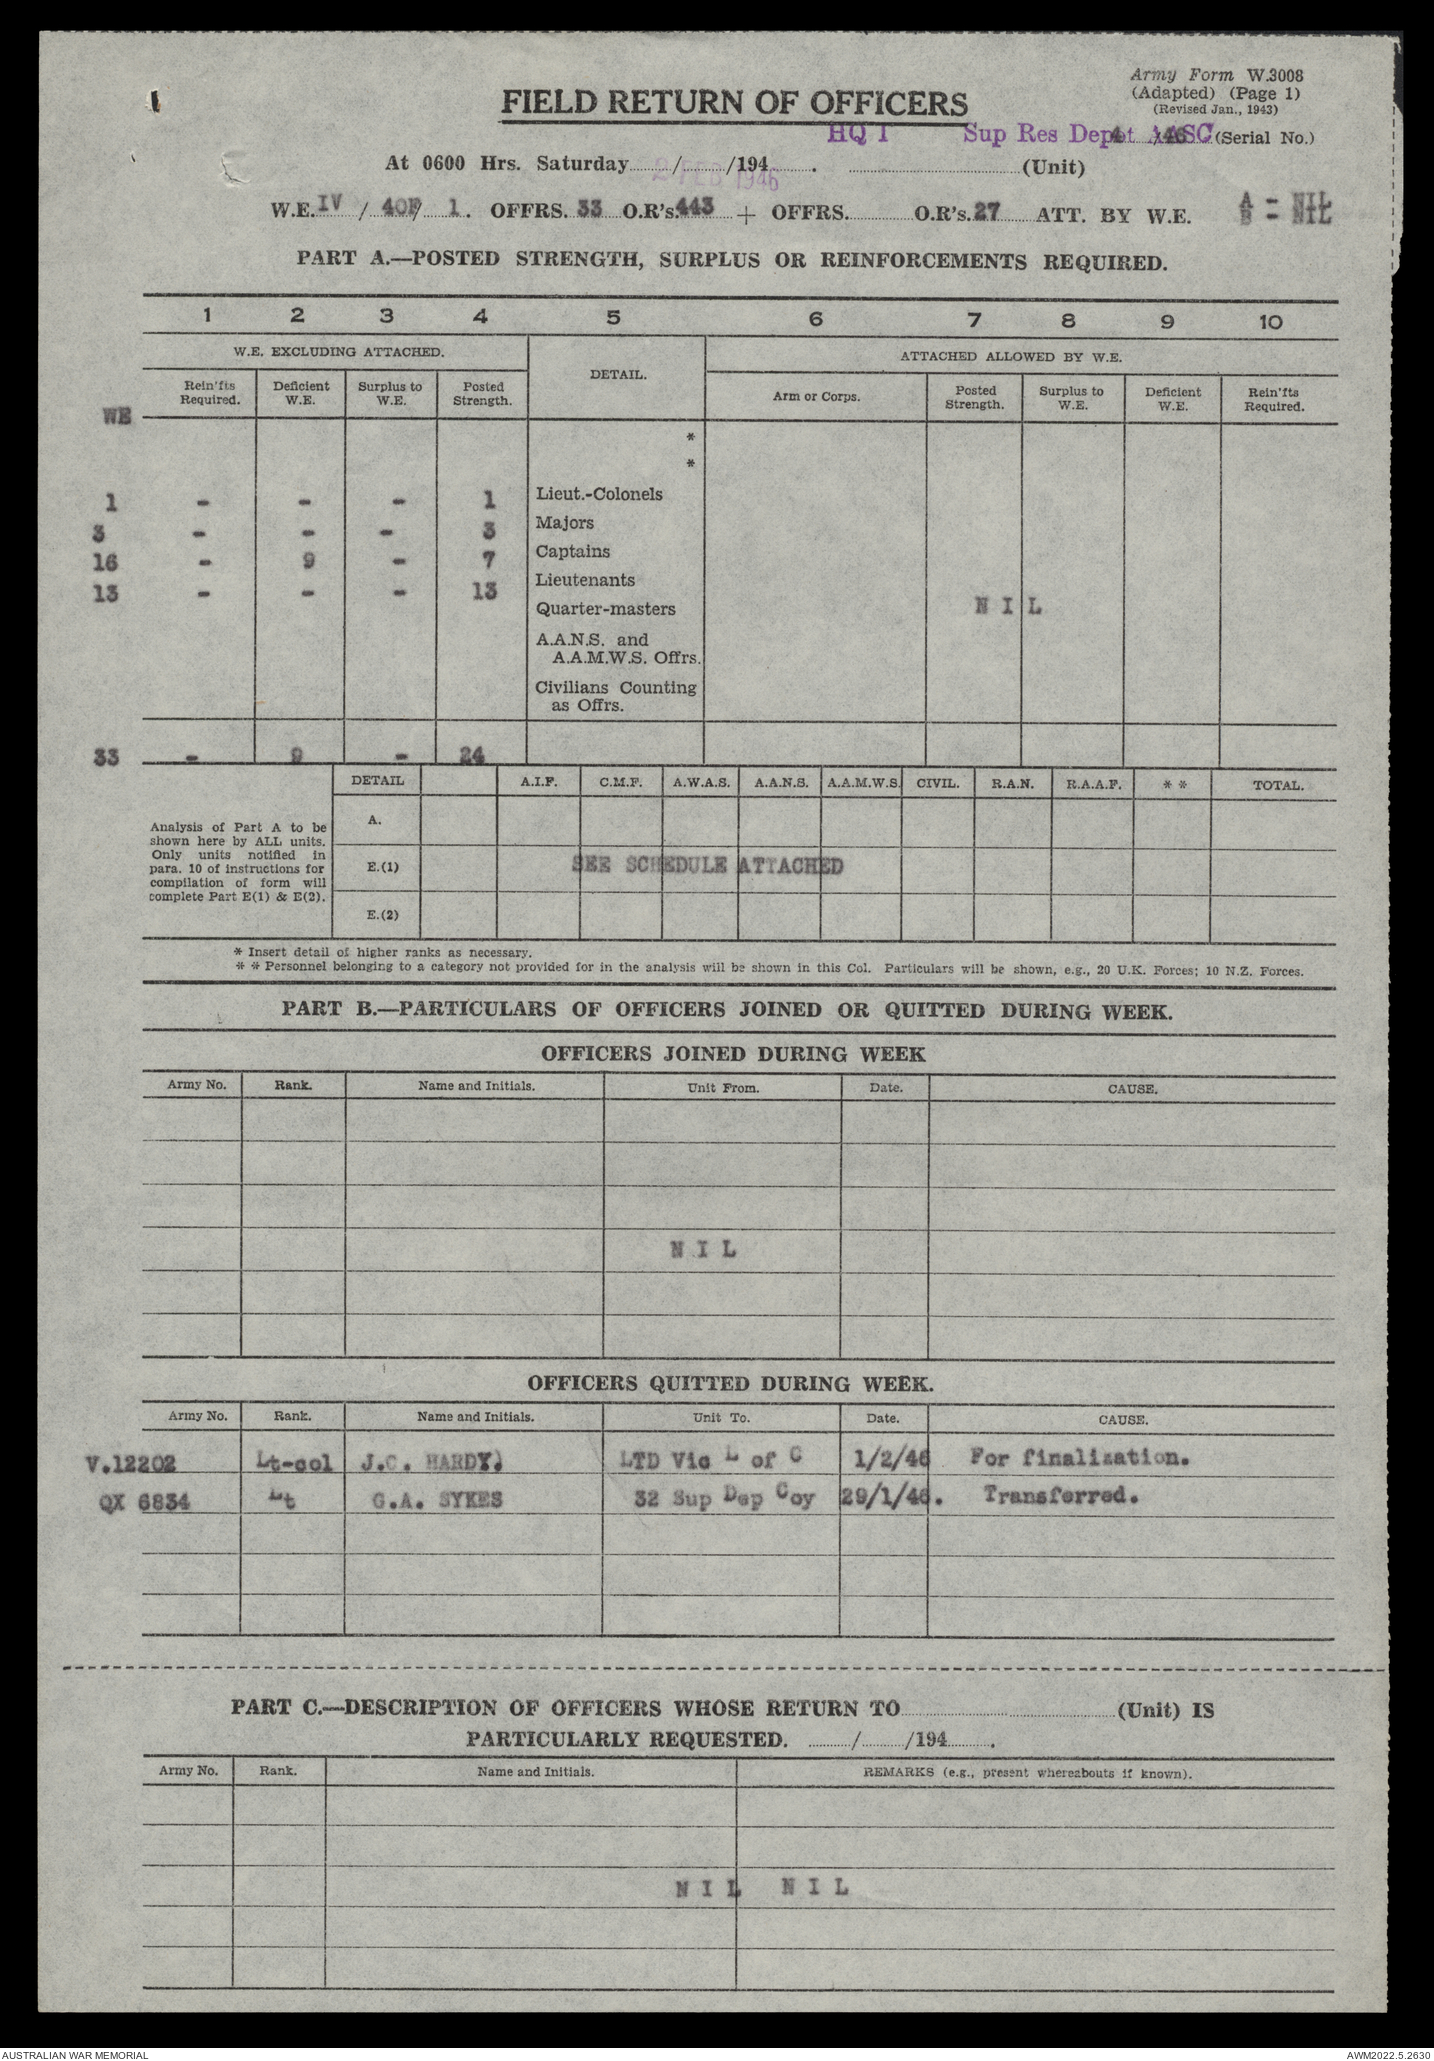 Army Form W.3008
(Adapted) (Page 1)
(Revised Jan., 1943)
FIELD RETURN OF OFFICERS
HQ 1 Sup Res Depot AASC
4 /46 (Serial No.)
At 0600 Hrs. Saturday 2 FEB 1946 / /194 . (Unit)
W.E. IV / 40F/ 1. OFFRS. 33 O.R's. 443 + OFFRS. O.R's. 27 ATT. BY W.E.
A - NIL
B - NIL
PART A.—POSTED STRENGTH, SURPLUS OR REINFORCEMENTS REQUIRED.
1 2 3 4 5 6 7 8 9 10
W.E. EXCLUDING ATTACHED. DETAIL. ATTACHED ALLOWED BY W.E.
Rein'fts Required. Deficient W.E. Surplus to W.E. Posted Strength. Arm or Corps. Posted Strength. Surplus to W.E. Deficient W.E. Rein'fts Required.
WE
*
*
1 - - - 1 Lieut.-Colonels
3 - - - 3 Majors
16 - 9 - 7 Captains
13 - - - 13 Lieutenants
Quarter-masters N I L
A.A.N.S. and
A.A.M.W.S. Offrs.
Civilians Counting
as Offrs.
33 - 9 - 24
DETAIL A.I.F. C.M.F. A.W.A.S. A.A.N.S. A.A.M.W.S. CIVIL. R.A.N. R.A.A.F. * * TOTAL.
Analysis of Part A to be
shown here by ALL units.
Only units notified in
para. 10 of instructions for
compilation of form will
complete Part E(1) & E(2).
A.
E.(1) SEE SCHEDULE ATTACHED
E.(2)
* Insert detail of higher ranks as necessary.
* * Personnel belonging to a category not provided for in the analysis will be shown in this Col. Particulars will be shown, e.g., 20 U.K. Forces; 10 N.Z. Forces.
PART B.—PARTICULARS OF OFFICERS JOINED OR QUITTED DURING WEEK.
OFFICERS JOINED DURING WEEK
Army No. Rank. Name and Initials. Unit From. Date. CAUSE.
N I L
OFFICERS QUITTED DURING WEEK.
Army No. Rank. Name and Initials. Unit To. Date. CAUSE.
V.12202 Lt-col J.C. HARDY. LTD Vic L of C 1/2/46 For finalization.
QX 6834 Lt G.A. SYKES 32 Sup Dep Coy 29/1/46. Transferred.
PART C.—DESCRIPTION OF OFFICERS WHOSE RETURN TO (Unit) IS
PARTICULARLY REQUESTED. / /194 .
Army No. Rank. Name and Initials. REMARKS (e.g., present whereabouts if known).
N I L N I L
AUSTRALIAN WAR MEMORIAL AWM2022.5.2630